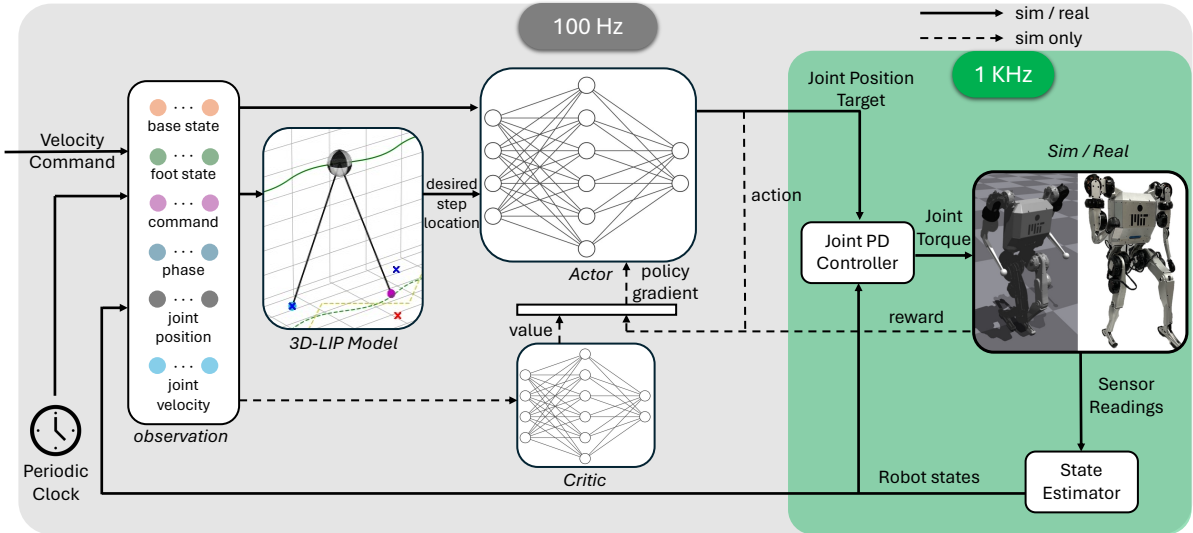 100 Hz
sim / real
sim only
1 KHz
Joint Position
Target
Velocity
Command
base state
foot state
command
phase
joint
position
joint
velocity
observation
Periodic
Clock
3D-LIP Model
desired
step
location
Actor
policy
gradient
value
Critic
action
reward
Joint PD
Controller
Joint
Torque
Sim / Real
MIT
MIT
Sensor
Readings
State
Estimator
Robot states